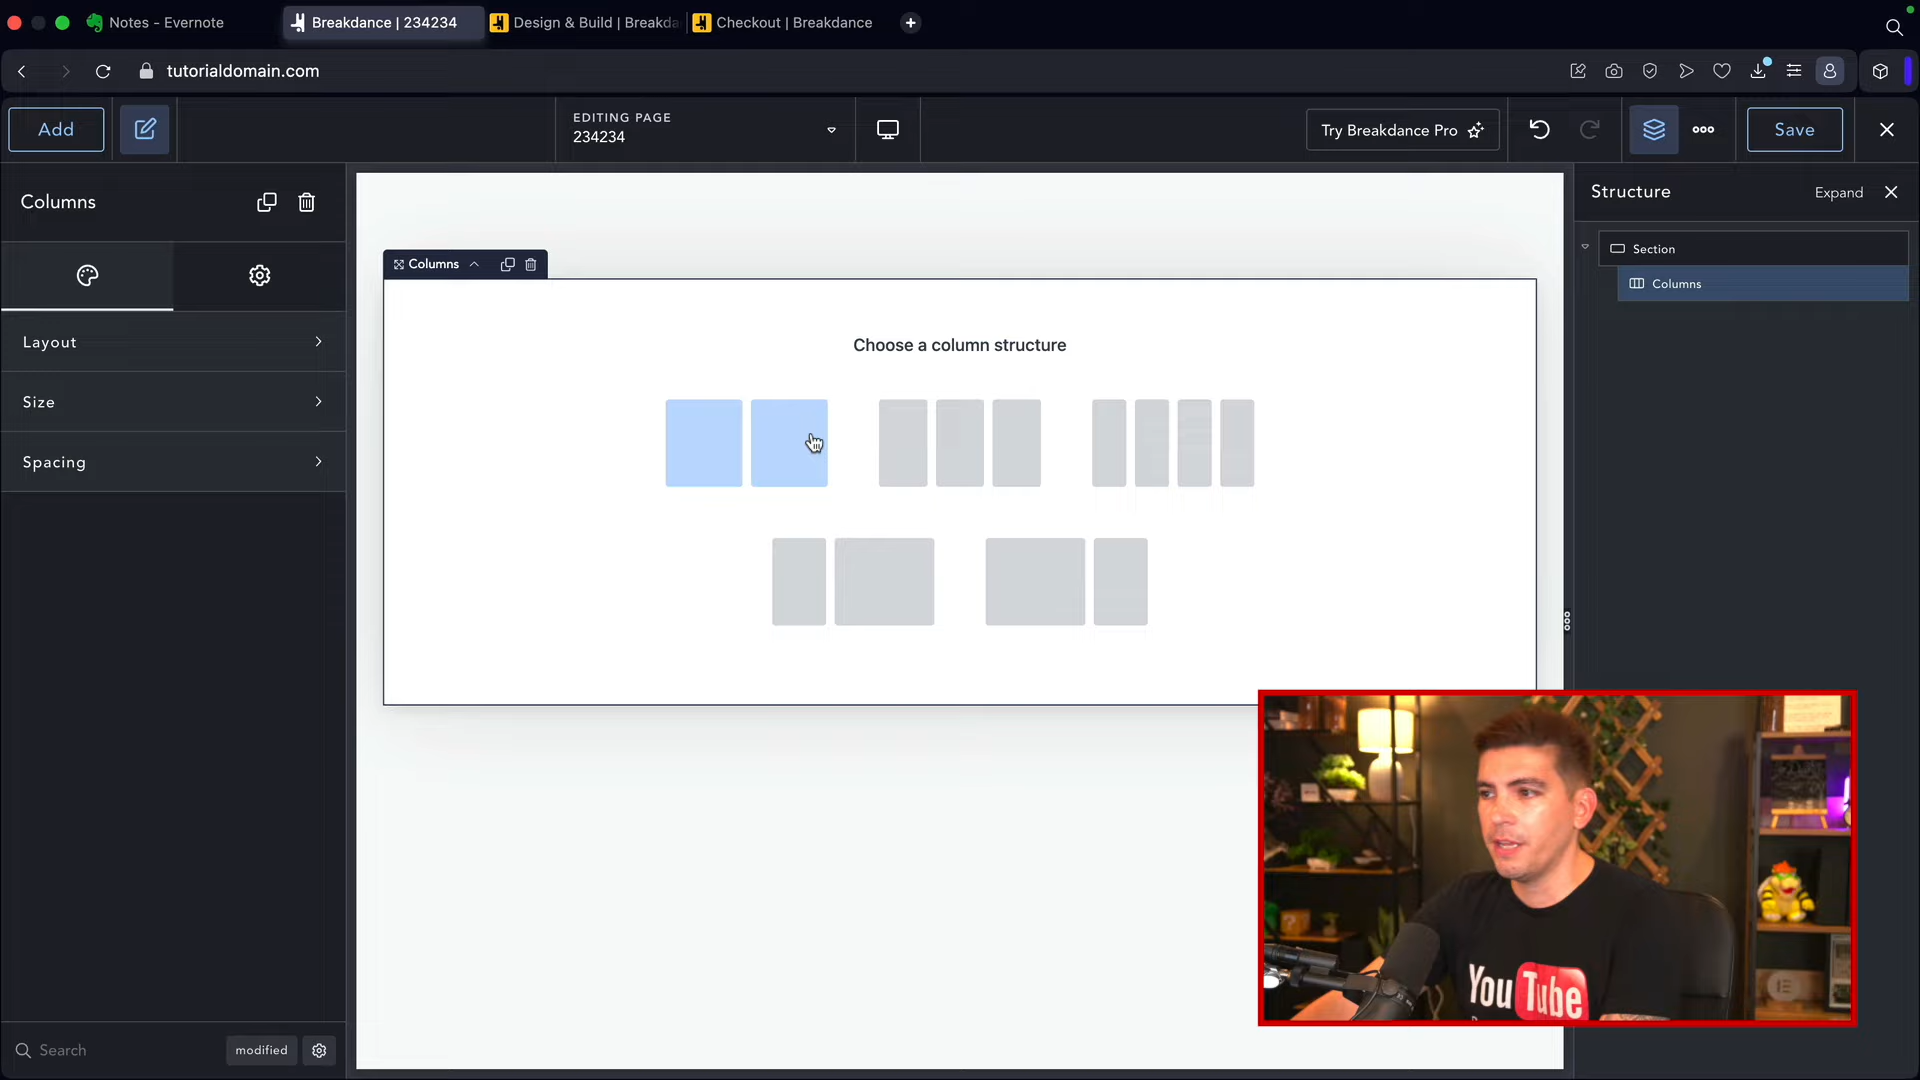 Notes - Evernote
Breakdance | 234234
Design & Build | Breakda
Checkout | Breakdance
tutorialdomain.com
Add
EDITING PAGE
234234
Try Breakdance Pro
Save
Columns
Structure
Expand
Section
Columns
Columns
Layout
Size
Spacing
Choose a column structure
YouTube
Search
modified